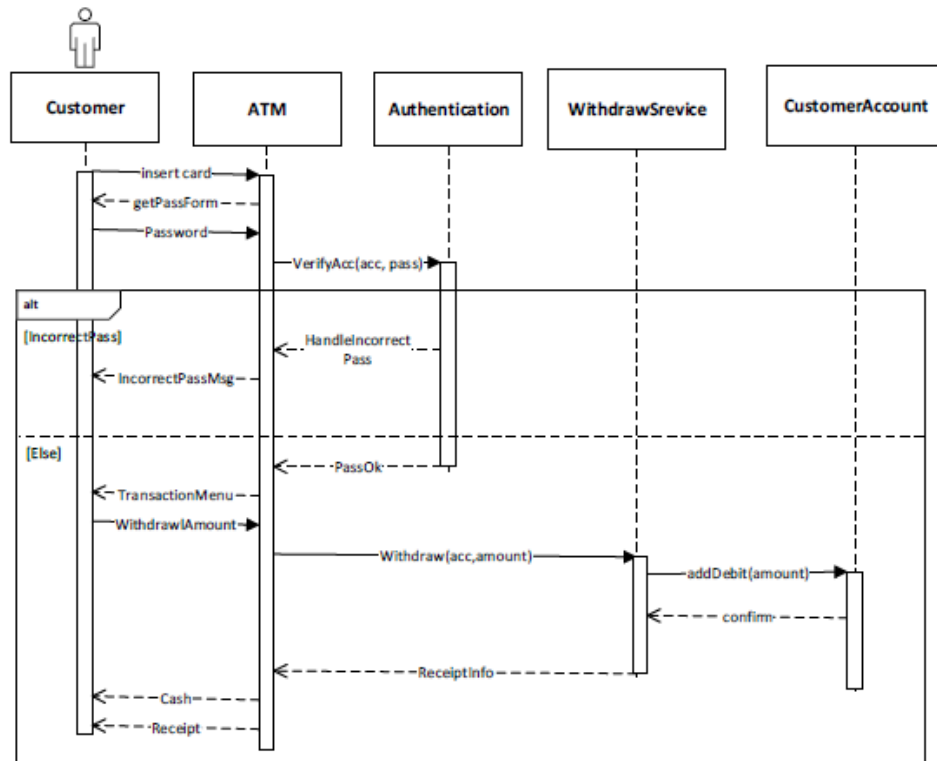 Customer
ATM
Authentication
WithdrawSrevice
CustomerAccount
insert card
getPassForm
Password
VerifyAcc(acc, pass)
alt
[IncorrectPass]
HandleIncorrect
Pass
IncorrectPassMsg
[Else]
PassOk
TransactionMenu
WithdrawlAmount
Withdraw(acc,amount)
addDebit(amount)
confirm
ReceiptInfo
Cash
Receipt